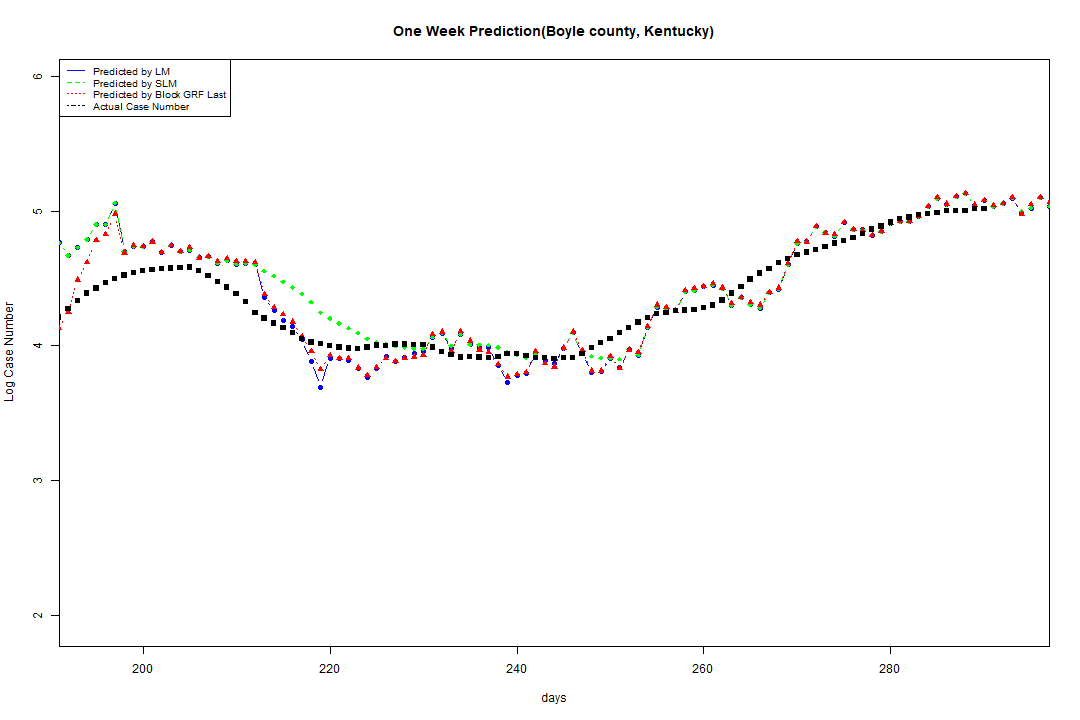 One Week Prediction(Boyle county, Kentucky)
Predicted by LM
Predicted by SLM
Predicted by Block GRF Last
Actual Case Number
6
5
4
3
2
Log Case Number
200 220 240 260 280
days